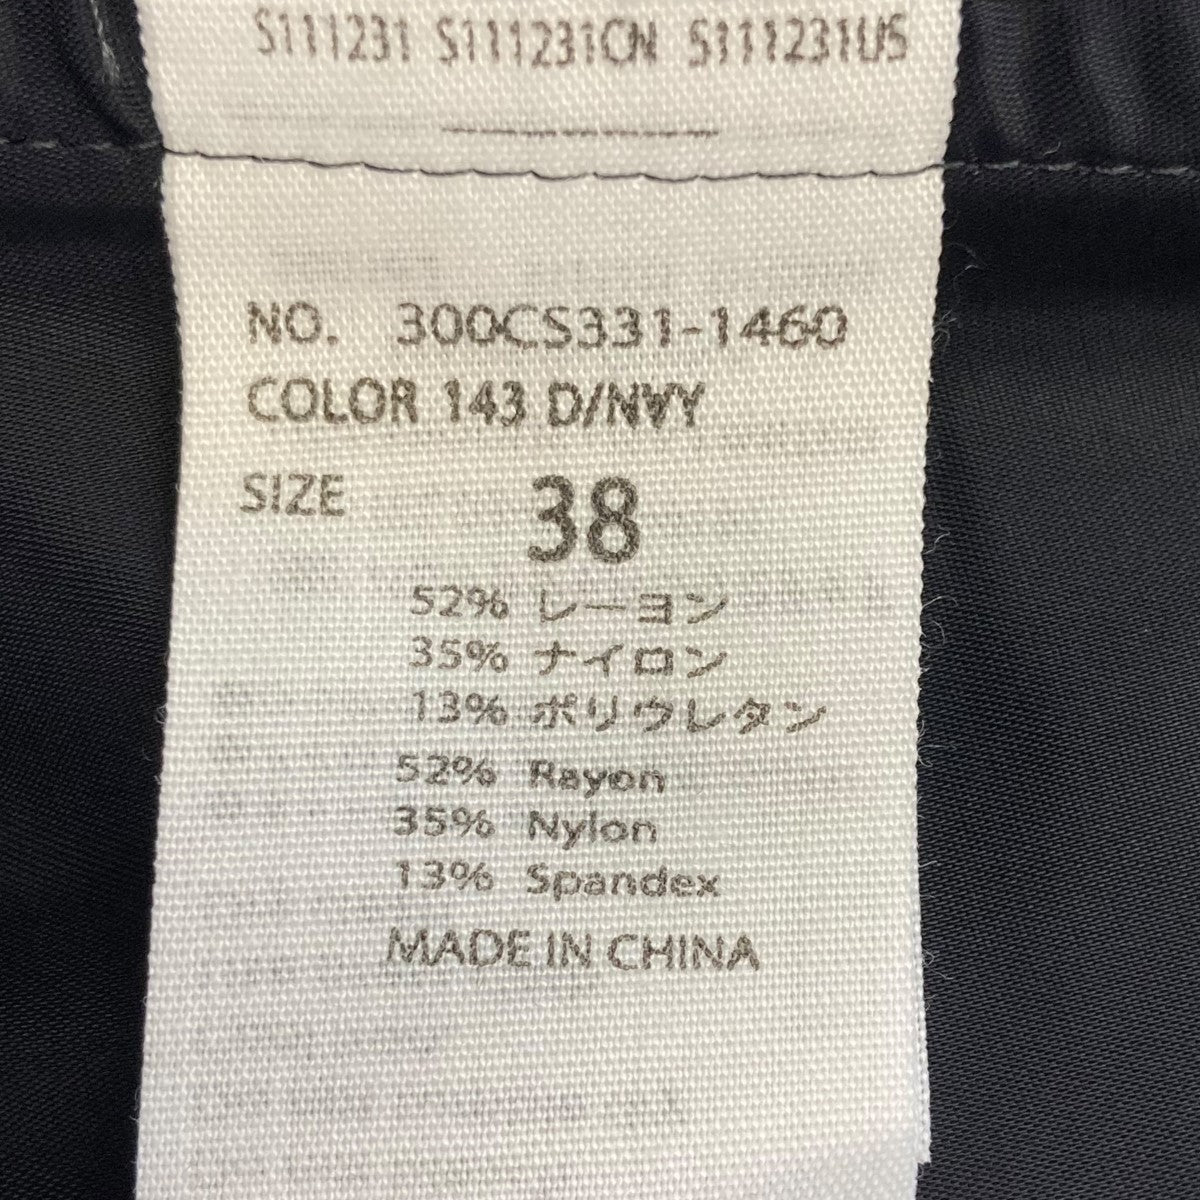 S111231 S111231CN S111231US
NO. 300CS331-1460
COLOR 143 D/NVY
SIZE 38
52% レーヨン
35% ナイロン
13% ポリウレタン
52% Rayon
35% Nylon
13% Spandex
MADE IN CHINA